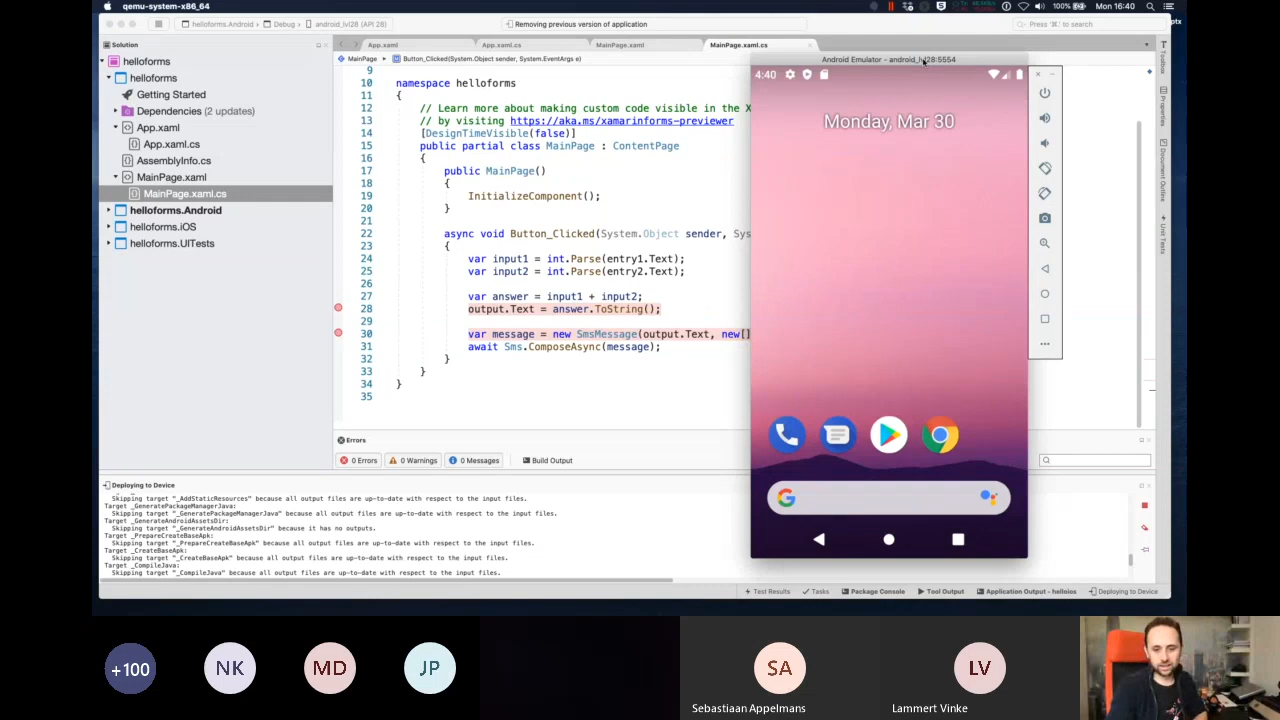 qemu-system-x86_64
100%
Mon 16:40
helloforms.Android
Debug
android_lvl28 (API 28)
Removing previous version of application
Press '⌘.' to search
Solution
App.xaml
App.xaml.cs
MainPage.xaml
MainPage.xaml.cs
MainPage
Button_Clicked(System.Object sender, System.EventArgs e)
helloforms
helloforms
Getting Started
Dependencies (2 updates)
App.xaml
App.xaml.cs
AssemblyInfo.cs
MainPage.xaml
MainPage.xaml.cs
helloforms.Android
helloforms.iOS
helloforms.UITests
9
10 namespace helloforms
11 {
12 // Learn more about making custom code visible in the X
13 // by visiting https://aka.ms/xamarinforms-previewer
14 [DesignTimeVisible(false)]
15 public partial class MainPage : ContentPage
16 {
17 public MainPage()
18 {
19 InitializeComponent();
20 }
21
22 async void Button_Clicked(System.Object sender, Sys
23 {
24 var input1 = int.Parse(entry1.Text);
25 var input2 = int.Parse(entry2.Text);
26
27 var answer = input1 + input2;
28 output.Text = answer.ToString();
29
30 var message = new SmsMessage(output.Text, new[]
31 await Sms.ComposeAsync(message);
32 }
33 }
34 }
35
Android Emulator - android_lvl28:5554
4:40
Monday, Mar 30
Toolbox
Properties
Document Outline
Unit Tests
Errors
0 Errors
0 Warnings
0 Messages
Build Output
Deploying to Device
Skipping target "_AddStaticResources" because all output files are up-to-date with respect to the input files.
Target _GeneratePackageManagerJava:
Skipping target "_GeneratePackageManagerJava" because all output files are up-to-date with respect to the input files.
Target _GenerateAndroidAssetsDir:
Skipping target "_GenerateAndroidAssetsDir" because it has no outputs.
Target _PrepareCreateBaseApk:
Skipping target "_PrepareCreateBaseApk" because all output files are up-to-date with respect to the input files.
Target _CreateBaseApk:
Skipping target "_CreateBaseApk" because all output files are up-to-date with respect to the input files.
Target _CompileJava:
Skipping target "_CompileJava" because all output files are up-to-date with respect to the input files.
Test Results
Tasks
Package Console
Tool Output
Application Output - helloios
Deploying to Device
+100
NK
MD
JP
SA
Sebastiaan Appelmans
LV
Lammert Vinke